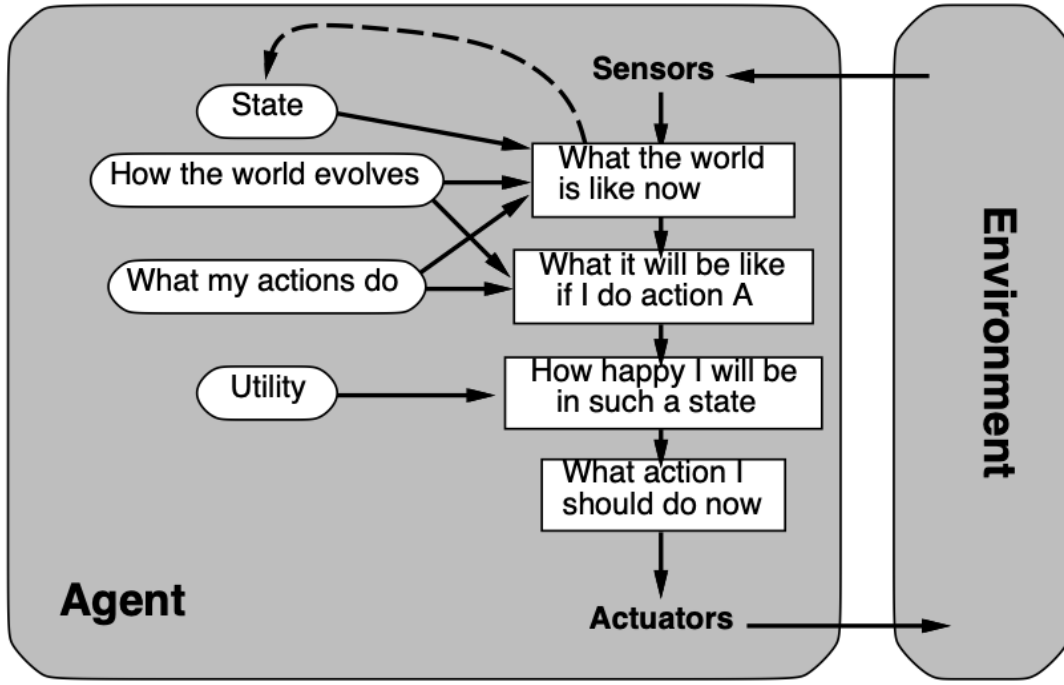 Sensors
State
What the world
is like now
How the world evolves
What my actions do
What it will be like
if I do action A
Utility
How happy I will be
in such a state
What action I
should do now
Agent
Actuators
Environment